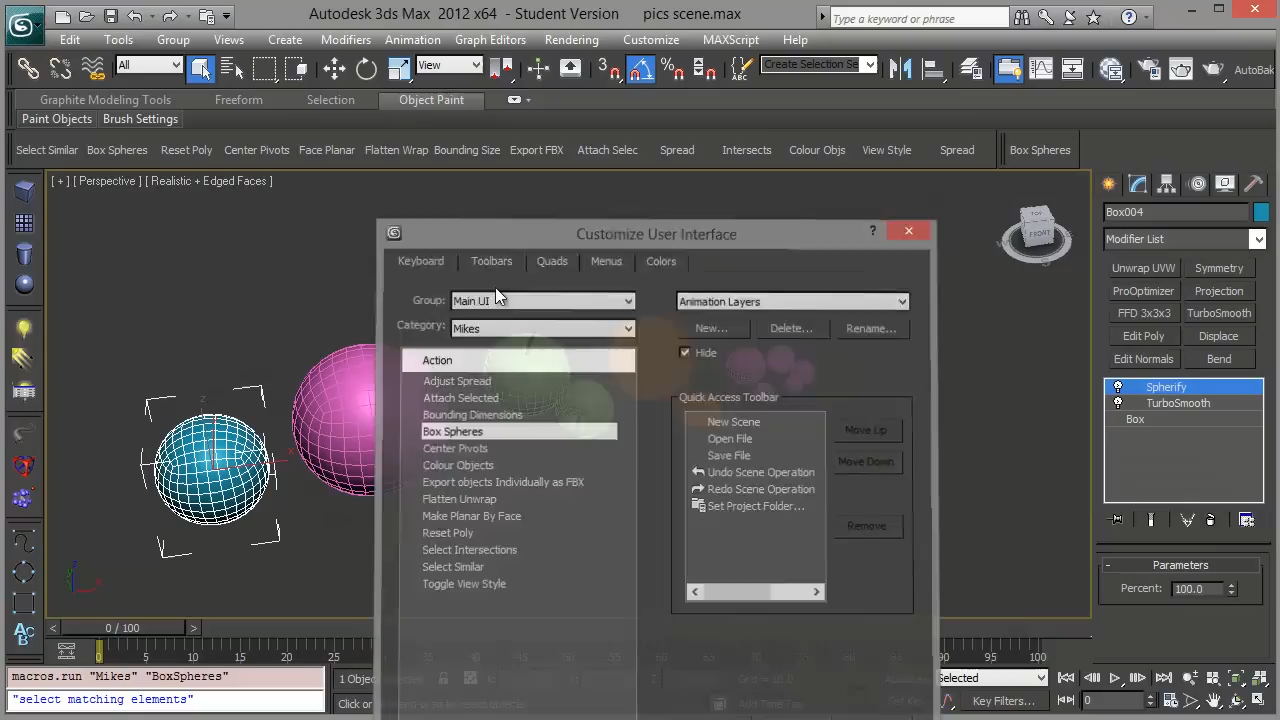 Autodesk 3ds Max 2012 x64 - Student Version pics scene.max
Type a keyword or phrase
Edit Tools Group Views Create Modifiers Animation Graph Editors Rendering Customize MAXScript Help
All View Create Selection Se AutoBak
Graphite Modeling Tools Freeform Selection Object Paint
Paint Objects Brush Settings
Select Similar Box Spheres Reset Poly Center Pivots Face Planar Flatten Wrap Bounding Size Export FBX Attach Selec Spread Intersects Colour Objs View Style Spread Box Spheres
[ + ] [ Perspective ] [ Realistic + Edged Faces ]
TOP
FRONT
Box004
Modifier List
Unwrap UVW Symmetry
ProOptimizer Projection
FFD 3x3x3 TurboSmooth
Edit Poly Displace
Edit Normals Bend
Spherify
TurboSmooth
Box
Parameters
Percent: 100.0
Customize User Interface
Keyboard Toolbars Quads Menus Colors
Group: Main UI
Category: Mikes
Action
Adjust Spread
Attach Selected
Bounding Dimensions
Box Spheres
Center Pivots
Colour Objects
Export objects Individually as FBX
Flatten Unwrap
Make Planar By Face
Reset Poly
Select Intersections
Select Similar
Toggle View Style
Animation Layers
New... Delete... Rename...
Hide
Quick Access Toolbar
New Scene
Open File
Save File
Undo Scene Operation
Redo Scene Operation
Set Project Folder...
Move Up
Move Down
Remove
0 / 100
0 5 10 15 20 25 95 100
macros.run "Mikes" "BoxSpheres"
"select matching elements"
1 Object
Click or
Add Time Tag
Selected
0 Key Filters...